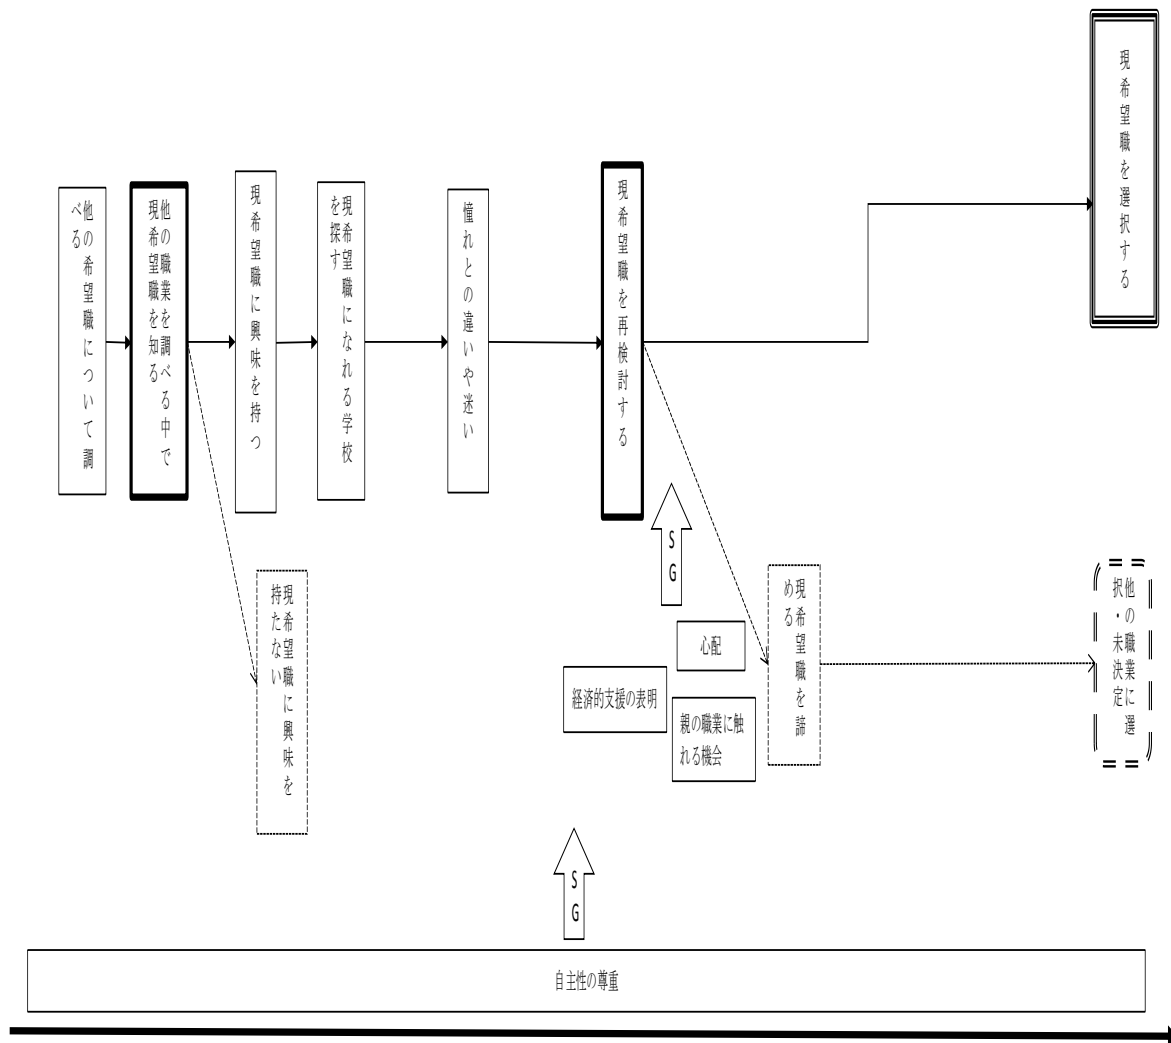 他の希望職について調
べる
他の職業を調べる中で
現希望職を知る
現希望職に興味を持つ
現希望職になれる学校
を探す
憧れとの違いや迷い
現希望職を再検討する
現希望職を選択する
現希望職に興味を
持たない
SG
心配
経済的支援の表明
親の職業に触
れる機会
現希望職を諦
める
他の職業に選
択・未決定
SG
自主性の尊重